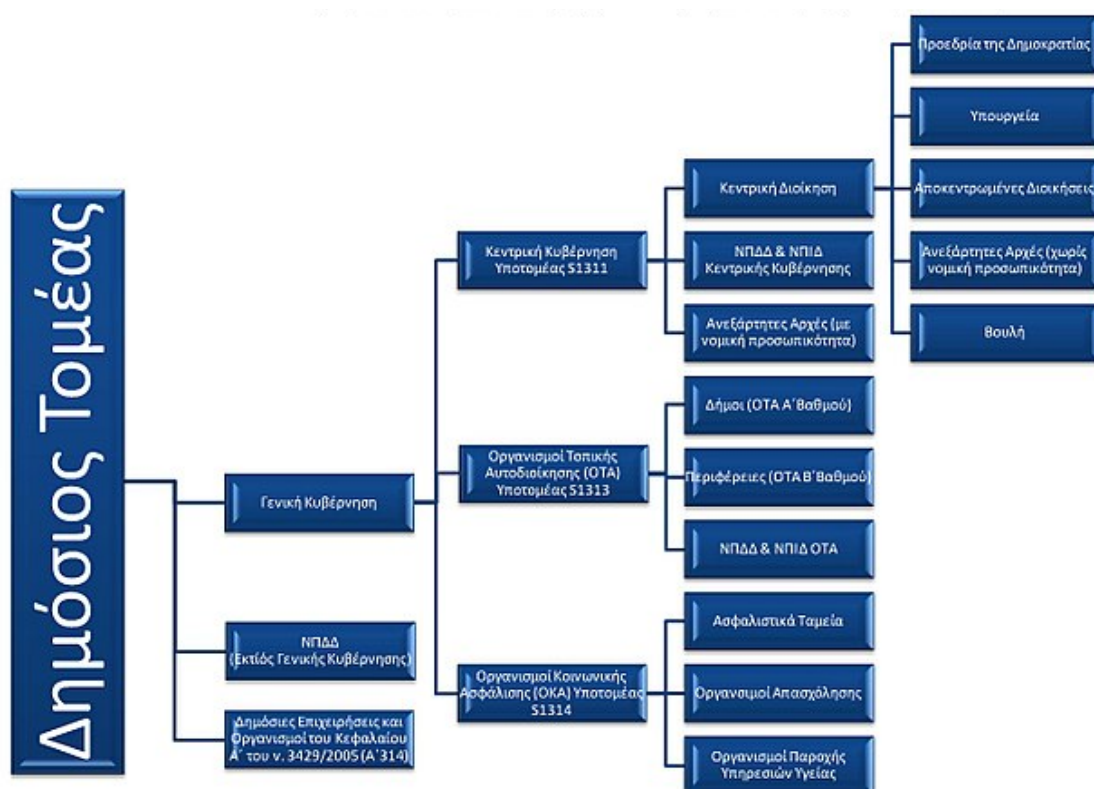 Δημόσιος Τομέας
Γενική Κυβέρνηση
ΝΠΔΔ
(Εκτίός Γενικής Κυβέρνησης)
Δημόσιες Επιχειρήσεις και
Οργανισμοί του Κεφαλαίου
Α΄ του ν. 3429/2005 (Α΄314)
Κεντρική Κυβέρνηση
Υποτομέας S1311
Οργανισμοί Τοπικής
Αυτοδιοίκησης (ΟΤΑ)
Υποτομέας S1313
Οργανισμοί Κοινωνικής
Ασφάλισης (ΟΚΑ) Υποτομέας
S1314
Κεντρική Διοίκηση
ΝΠΔΔ & ΝΠΙΔ
Κεντρικής Κυβέρνησης
Ανεξάρτητες Αρχές (με
νομική προσωπικότητα)
Δήμοι (ΟΤΑ Α΄Βαθμού)
Περιφέρειες (ΟΤΑ Β΄Βαθμού)
ΝΠΔΔ & ΝΠΙΔ ΟΤΑ
Ασφαλιστικά Ταμεία
Οργανσιμοί Απασχόλησης
Οργανισμοί Παροχής
Υπηρεσιών Υγείας
Προεδρία της Δημοκρατίας
Υπουργεία
Αποκεντρωμένες Διοικήσεις
Ανεξάρτητες Αρχές (χωρίς
νομική προσωπικότητα)
Βουλή